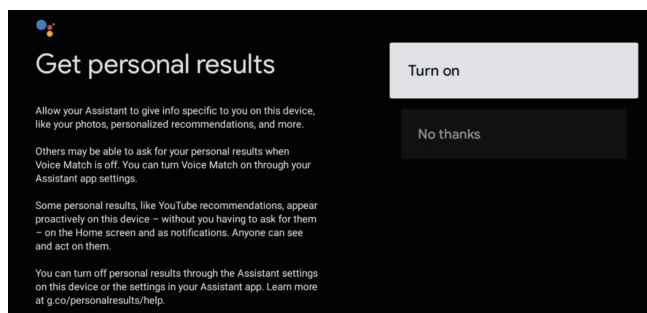 Get personal results
Allow your Assistant to give info specific to you on this device,
like your photos, personalized recommendations, and more.
Others may be able to ask for your personal results when
Voice Match is off. You can turn Voice Match on through your
Assistant app settings.
Some personal results, like YouTube recommendations, appear
proactively on this device – without you having to ask for them
– on the Home screen and as notifications. Anyone can see
and act on them.
You can turn off personal results through the Assistant settings
on this device or the settings in your Assistant app. Learn more
at g.co/personalresults/help.
Turn on
No thanks